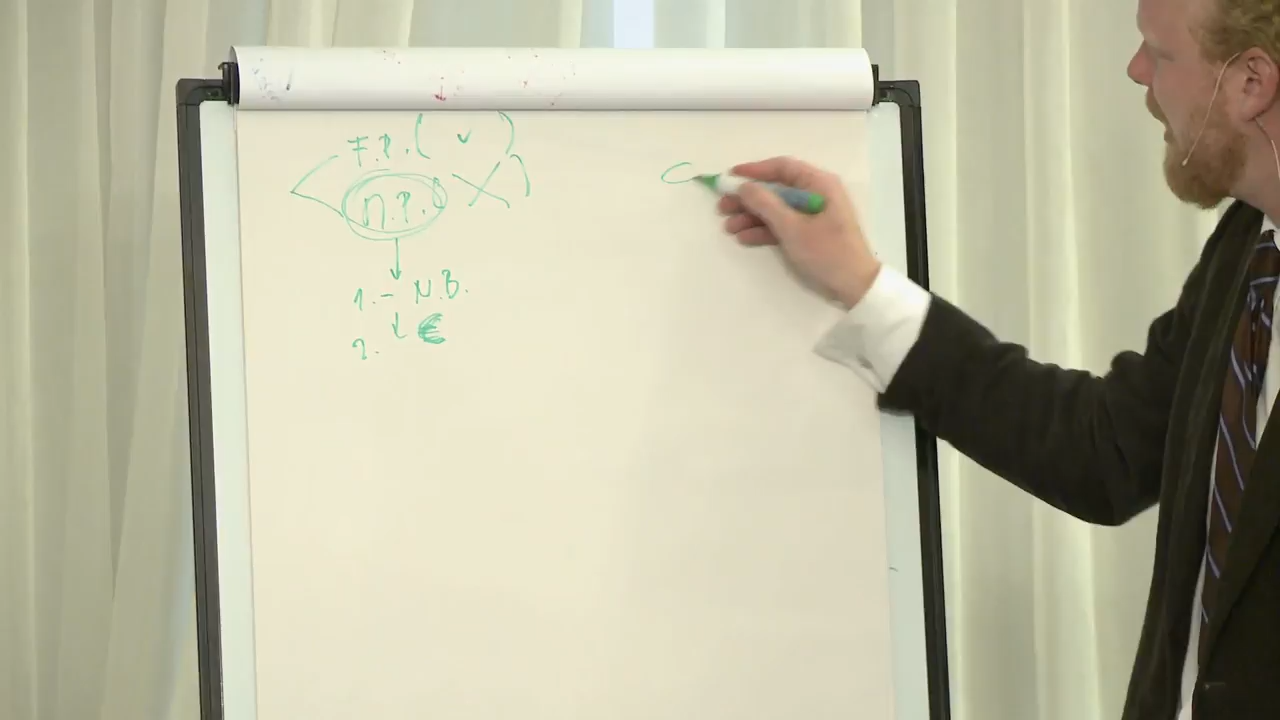 F.P. ( ✓ )
N.P. ( X )
1. - N.B.
↓ €
2.